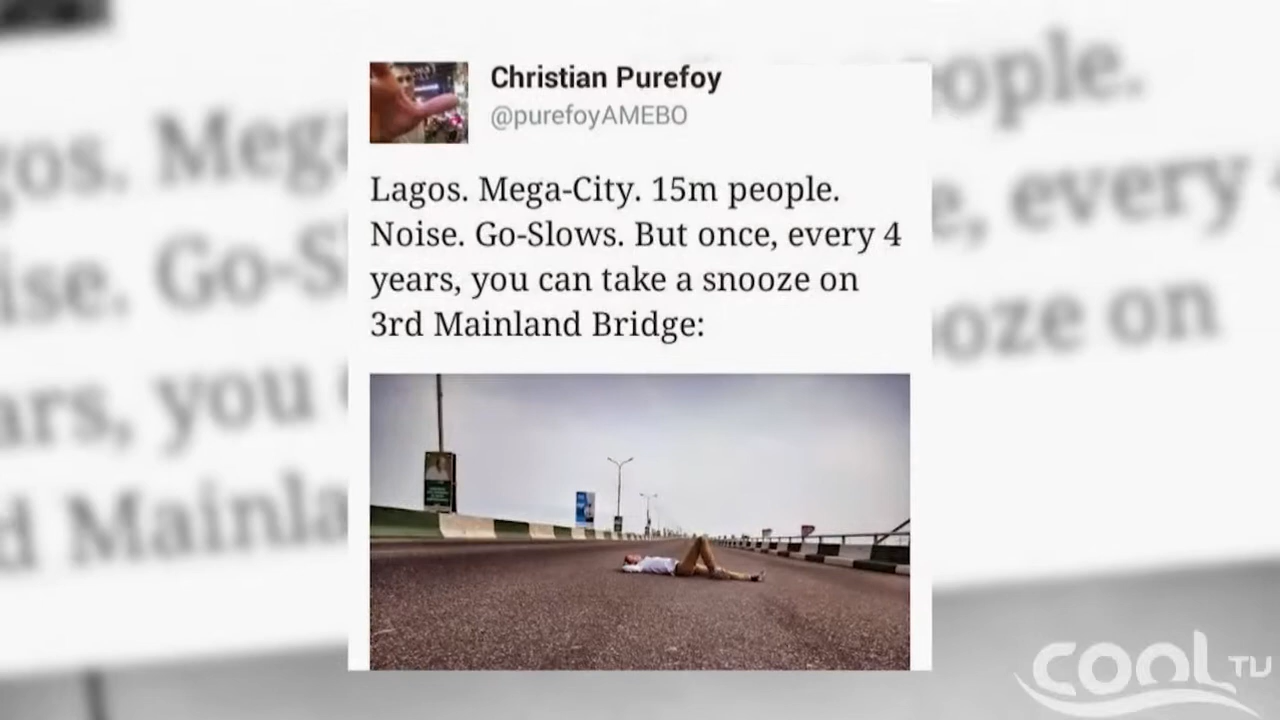 Christian Purefoy
@purefoyAMEBO
Lagos. Mega-City. 15m people.
Noise. Go-Slows. But once, every 4
years, you can take a snooze on
3rd Mainland Bridge:
cool TV